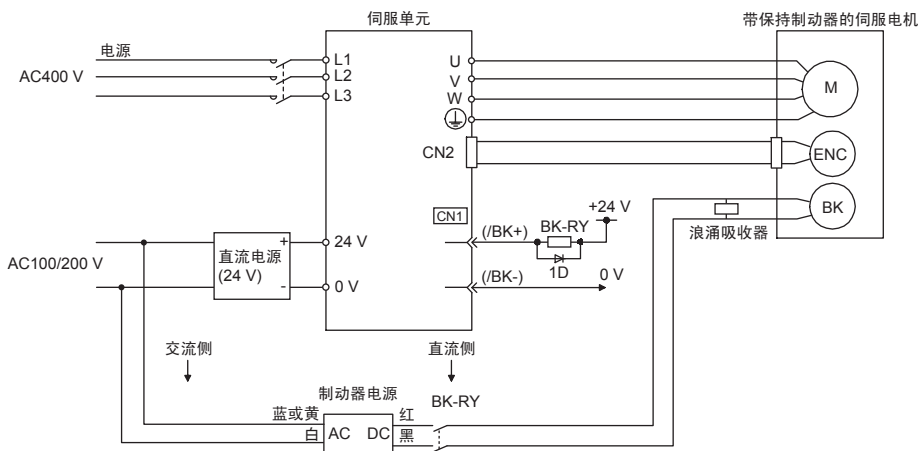 伺服单元
带保持制动器的伺服电机
电源
AC400 V
L1
L2
L3
U
V
W
M
CN2
ENC
CN1
BK
+24 V
(/BK+)
BK-RY
1D
浪涌吸收器
AC100/200 V
直流电源
(24 V)
+
-
24 V
0 V
(/BK-)
0 V
交流侧
直流侧
制动器电源
BK-RY
蓝或黄
白
AC
DC
红
黑